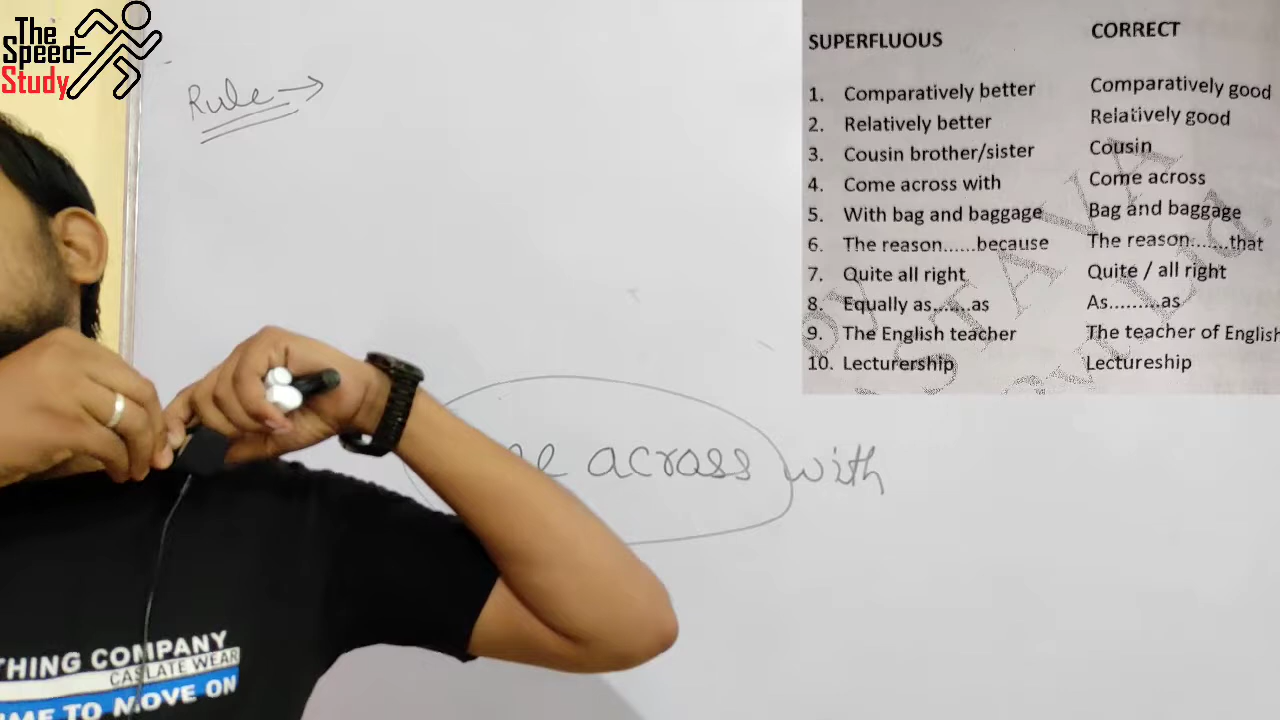 The
Speed
Study
Rule →
SUPERFLUOUS CORRECT
1. Comparatively better Comparatively good
2. Relatively better Relatively good
3. Cousin brother/sister Cousin
4. Come across with Come across
5. With bag and baggage Bag and baggage
6. The reason......because The reason.......that
7. Quite all right Quite / all right
8. Equally as.......as As.........as
9. The English teacher The teacher of English
10. Lecturership Lectureship
across with
THING COMPANY
WEAR
TO MOVE ON